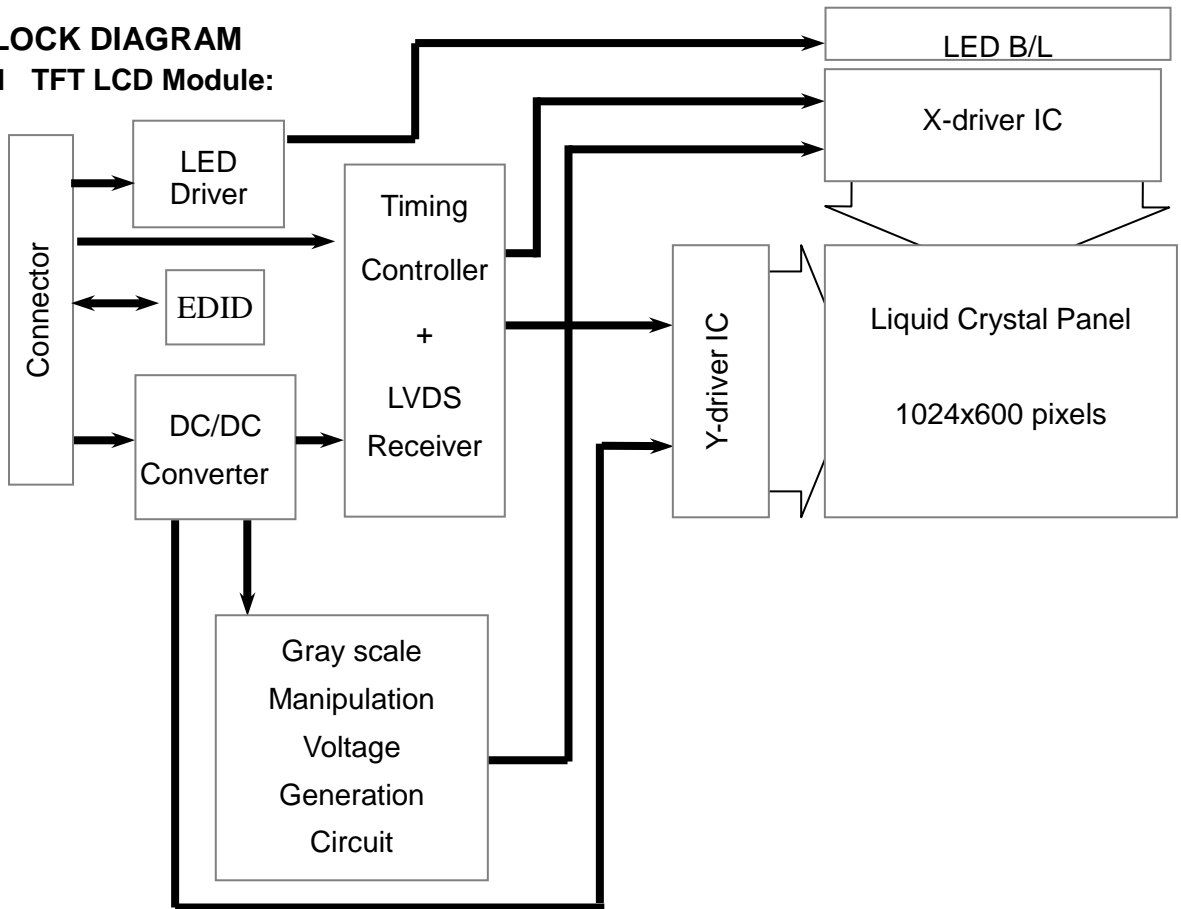 LOCK DIAGRAM
TFT LCD Module:
LED B/L
X-driver IC
LED
Driver
Timing
Controller
+
LVDS
Receiver
Connector
EDID
DC/DC
Converter
Y-driver IC
Liquid Crystal Panel
1024x600 pixels
Gray scale
Manipulation
Voltage
Generation
Circuit